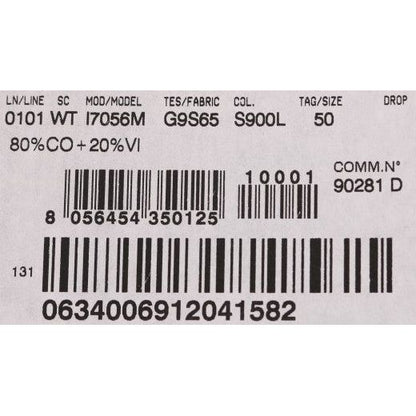 LN/LINE SC MOD/MODEL TES/FABRIC COL. TAG/SIZE DROP
0101 WT I7056M G9S65 S900L 50
80%CO+20%VI
COMM.N°
90281 D
10001
8 056454 350125
131
0634006912041582